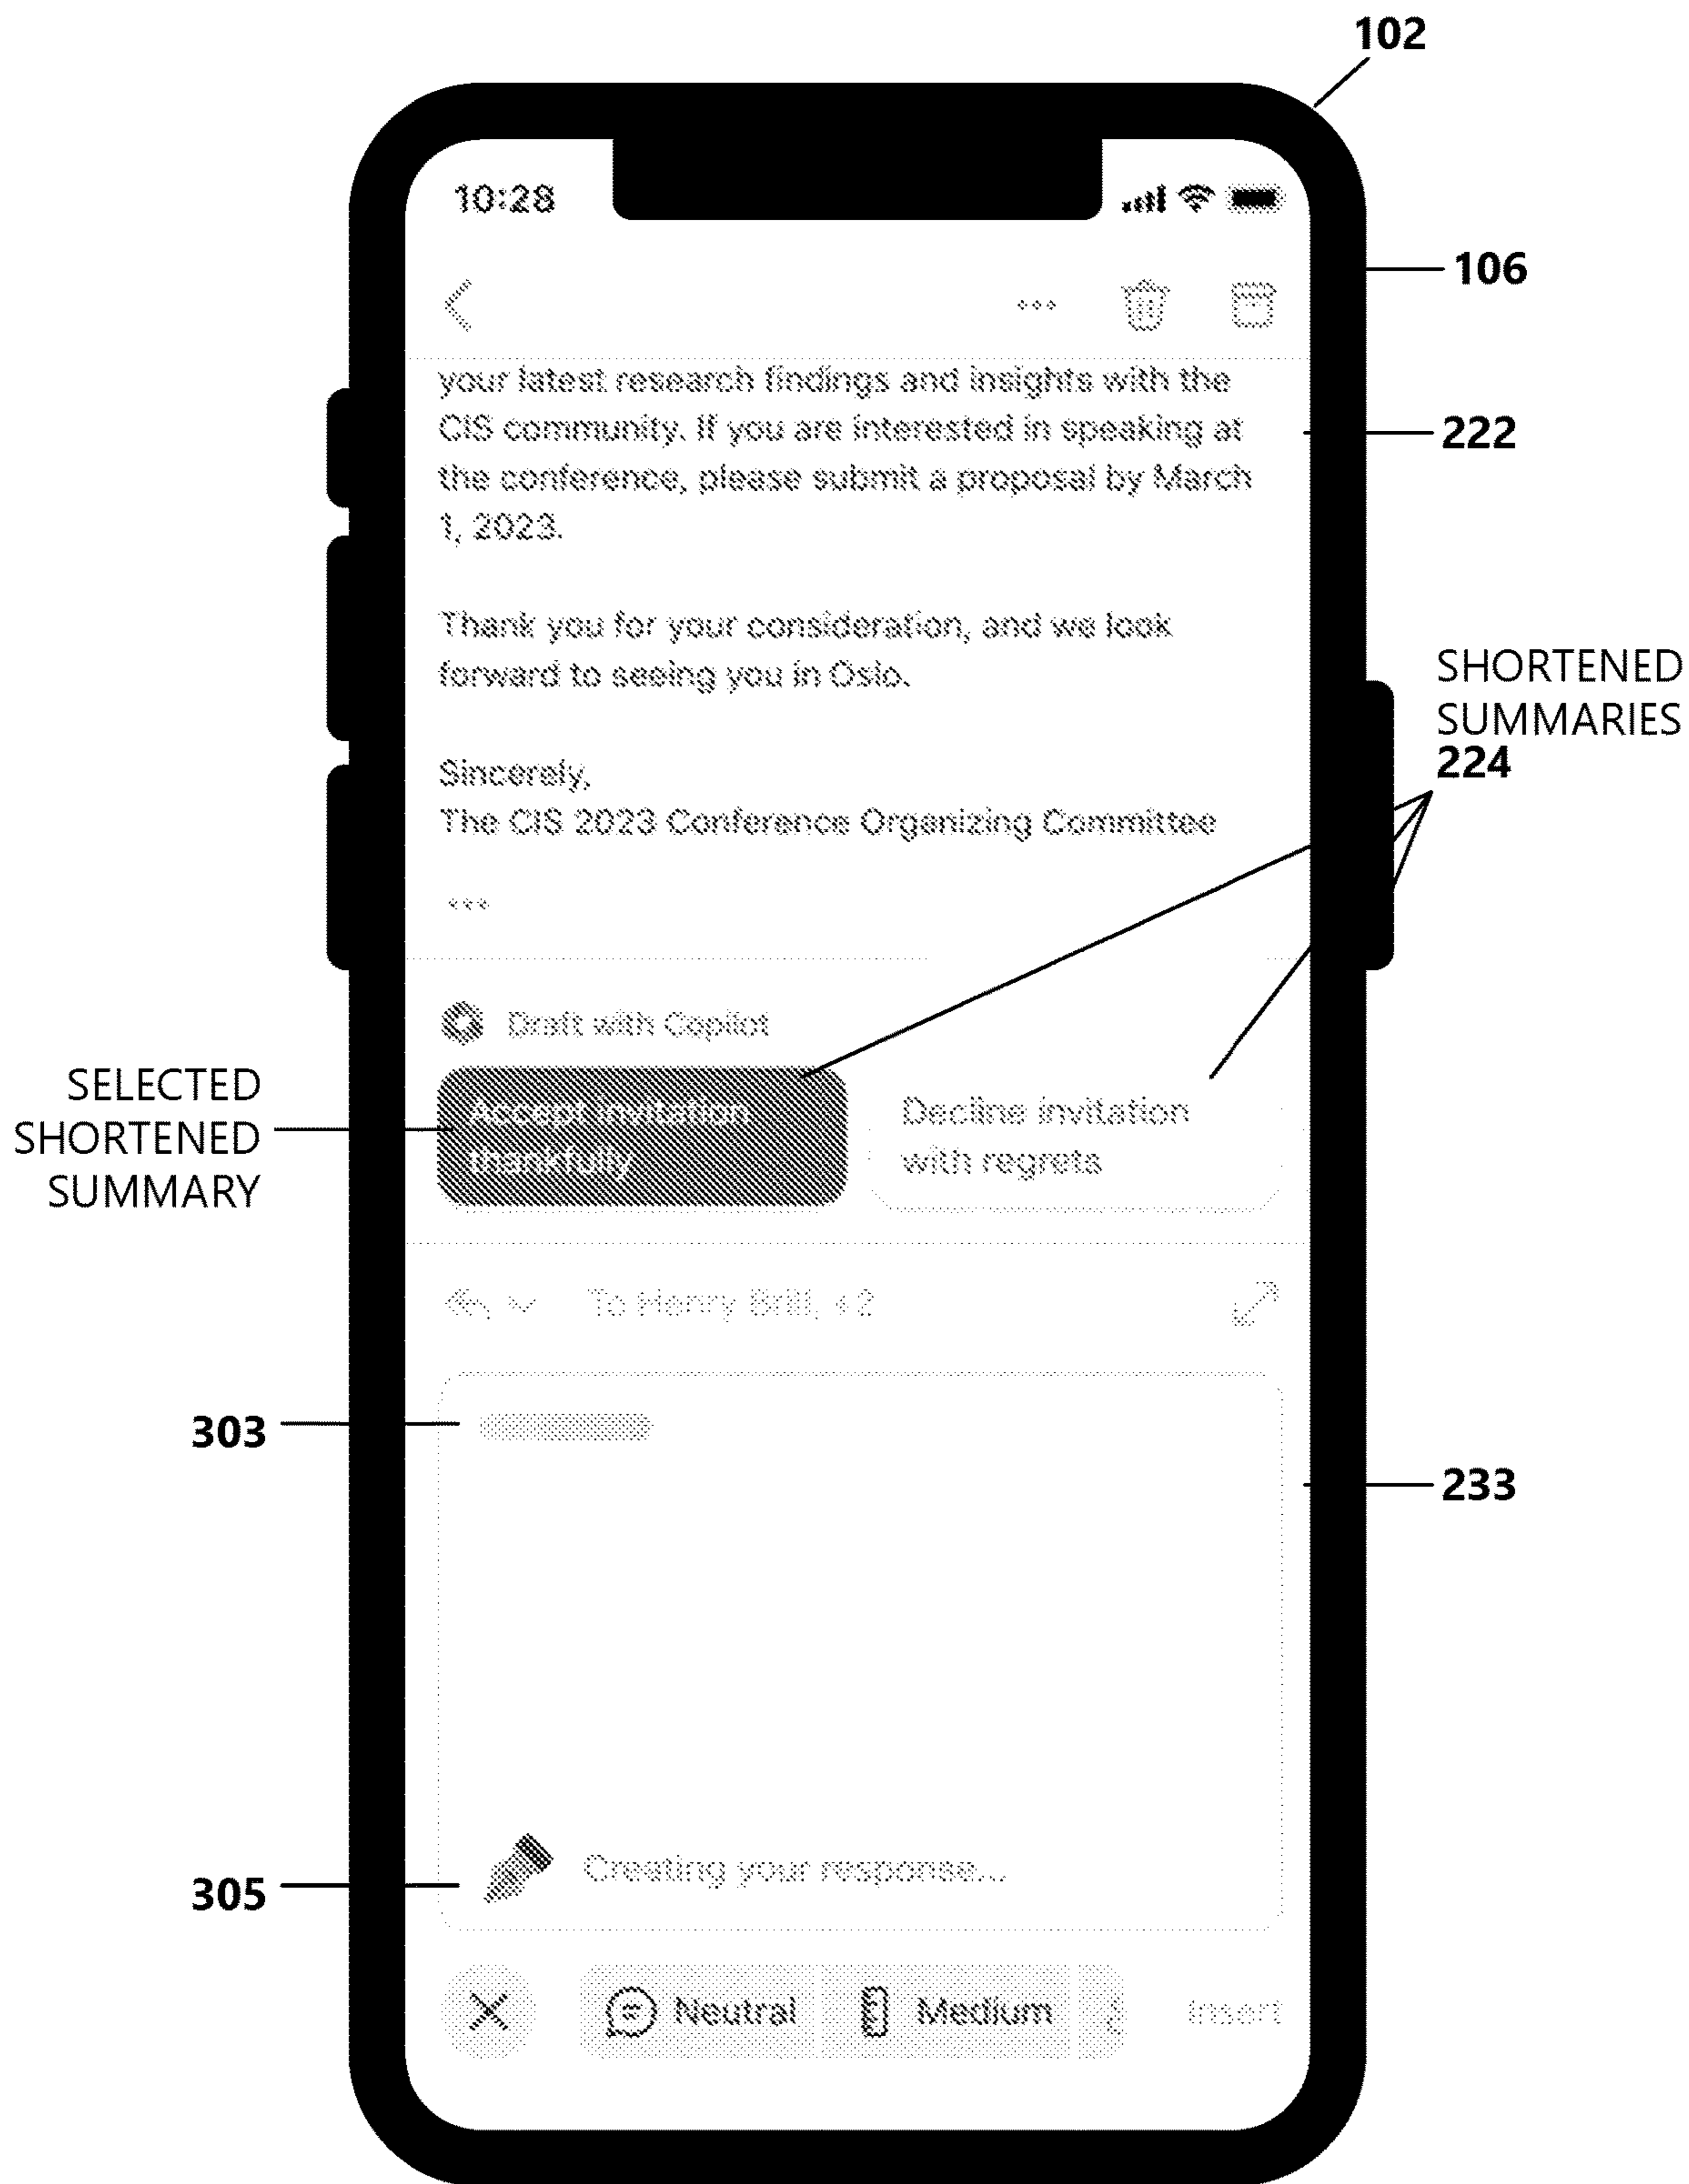 102
10:28
106
your latest research findings and insights with the
CIS community. If you are interested in speaking at
222
the conference, please submit a proposal by March
1, 2023.
Thank you for your consideration, and we look
forward to seeing you in Oslo.
SHORTENED
SUMMARIES
224
Sincerely,
The CIS 2023 Conference Organizing Committee
...
Draft with Copilot
SELECTED
SHORTENED
SUMMARY
Accept invitation
thankfully
Decline invitation
with regrets
To Henry Brill, +2
303
233
305
Creating your response...
Neutral
Medium
Insert